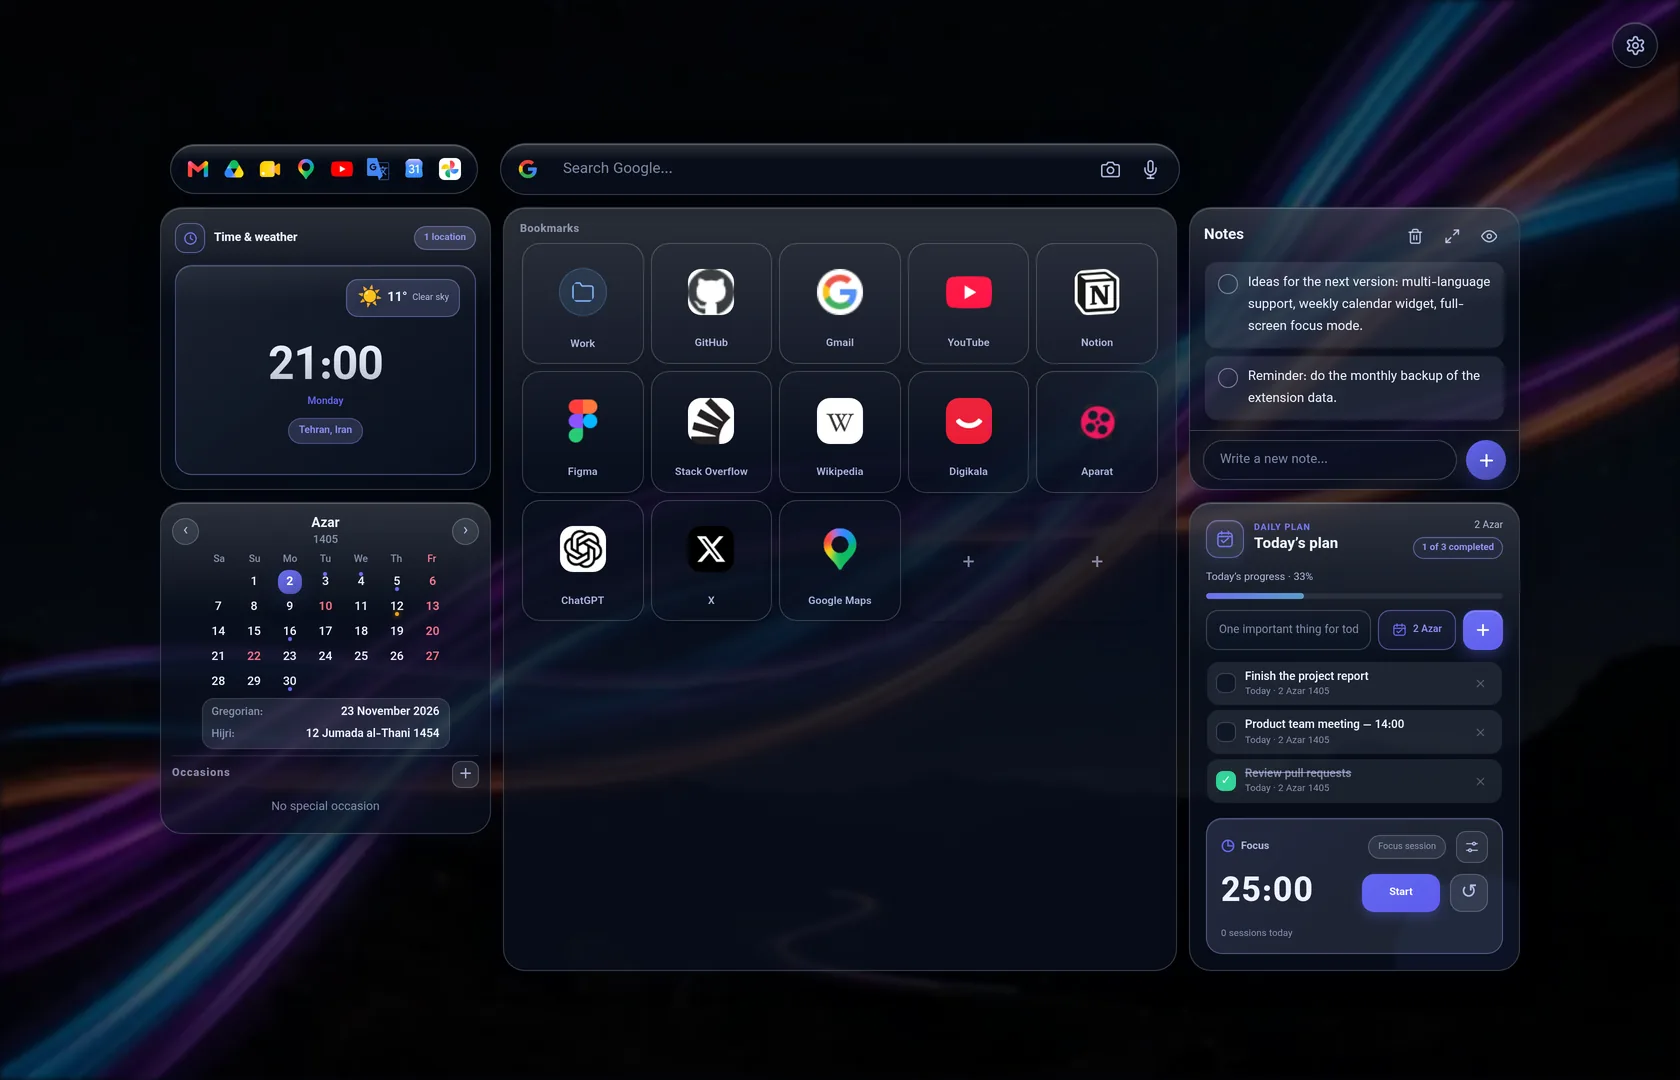 31
Search Google...
Time & weather
1 location
11° Clear sky
21:00
Monday
Tehran, Iran
Azar
1405
Sa Su Mo Tu We Th Fr
1 2 3 4 5 6
7 8 9 10 11 12 13
14 15 16 17 18 19 20
21 22 23 24 25 26 27
28 29 30
Gregorian: 23 November 2026
Hijri: 12 Jumada al-Thani 1454
Occasions
+
No special occasion
Bookmarks
Work GitHub Gmail YouTube Notion
Figma Stack Overflow Wikipedia Digikala Aparat
ChatGPT X Google Maps
Notes
Ideas for the next version: multi-language
support, weekly calendar widget, full-
screen focus mode.
Reminder: do the monthly backup of the
extension data.
Write a new note...
DAILY PLAN
Today's plan
2 Azar
1 of 3 completed
Today's progress · 33%
One important thing for tod
2 Azar
Finish the project report
Today · 2 Azar 1405
Product team meeting — 14:00
Today · 2 Azar 1405
Review pull requests
Today · 2 Azar 1405
Focus
Focus session
25:00
Start
0 sessions today